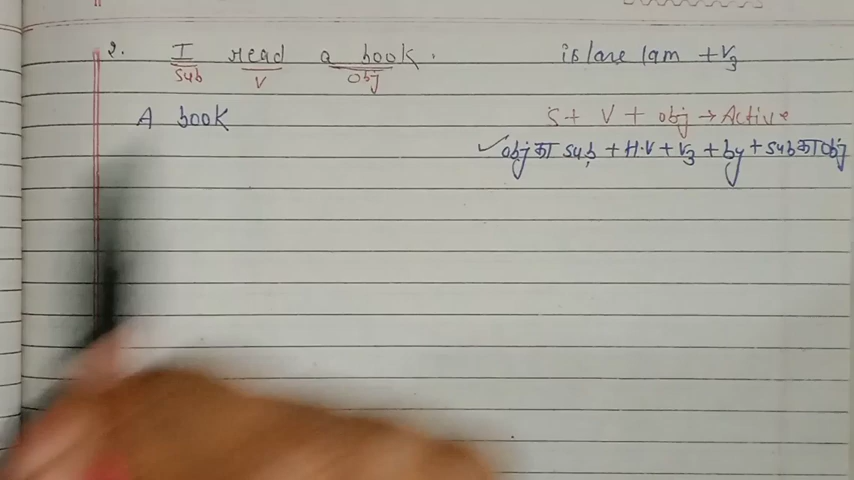 2. I read a book. is/are/am + V3
sub V obj
A book S + V + obj → Active
✓obj का sub + H.V + V3 + by + sub का obj